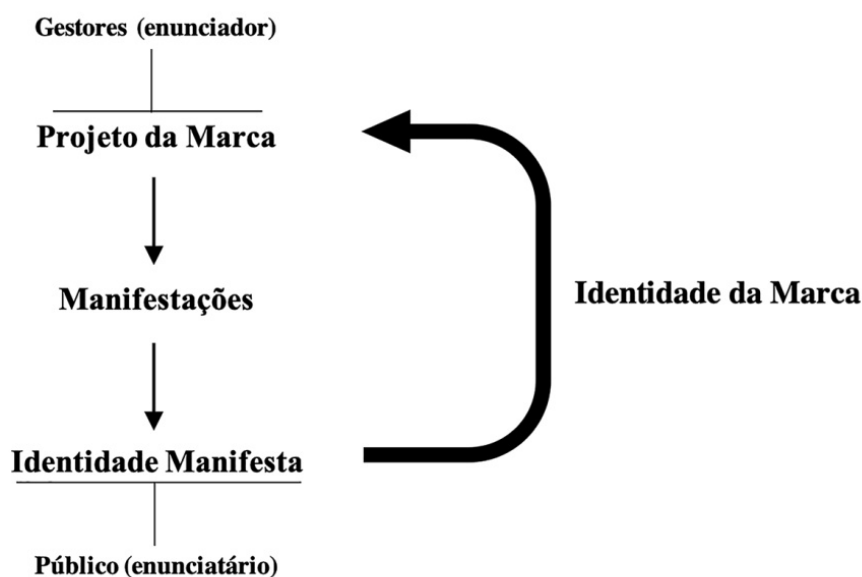 Gestores (enunciador)
Projeto da Marca
Manifestações
Identidade da Marca
Identidade Manifesta
Público (enunciatário)